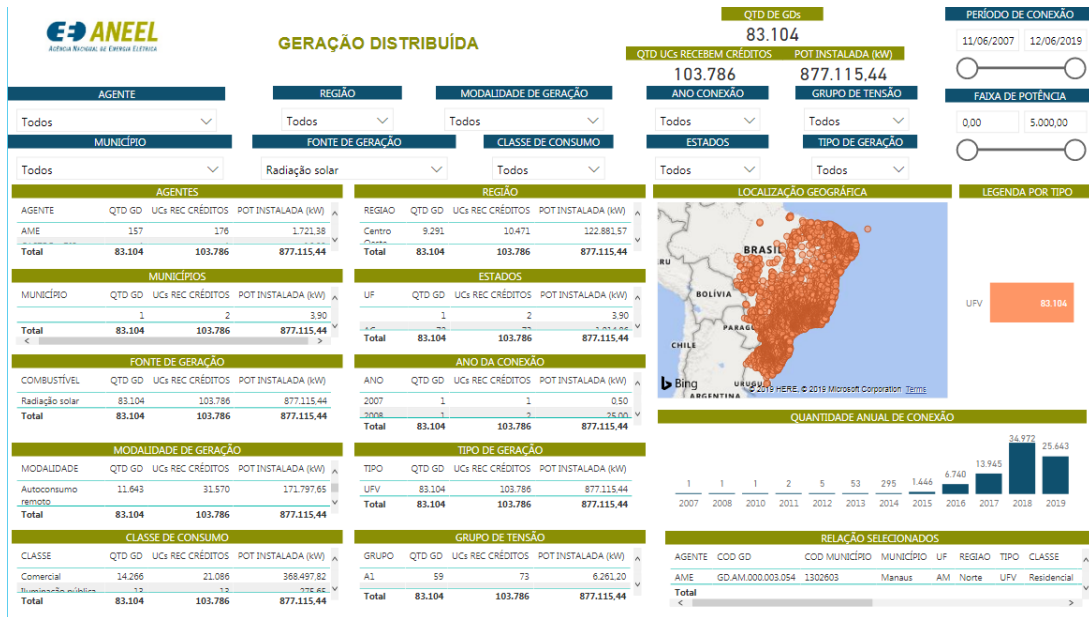 ANEEL
AGÊNCIA NACIONAL DE ENERGIA ELÉTRICA
GERAÇÃO DISTRIBUÍDA
QTD DE GDs
83.104
QTD UCs RECEBEM CRÉDITOS POT INSTALADA (kW)
103.786 877.115,44
PERÍODO DE CONEXÃO
11/06/2007 12/06/2019
AGENTE REGIÃO MODALIDADE DE GERAÇÃO ANO CONEXÃO GRUPO DE TENSÃO FAIXA DE POTÊNCIA
Todos Todos Todos Todos Todos 0,00 5.000,00
MUNICÍPIO FONTE DE GERAÇÃO CLASSE DE CONSUMO ESTADOS TIPO DE GERAÇÃO
Todos Radiação solar Todos Todos Todos
AGENTES
AGENTE QTD GD UCs REC CRÉDITOS POT INSTALADA (kW)
AME 157 176 1.721,38
Total 83.104 103.786 877.115,44
REGIÃO
REGIAO QTD GD UCs REC CRÉDITOS POT INSTALADA (kW)
Centro 9.291 10.471 122.881,57
Oeste
Total 83.104 103.786 877.115,44
MUNICÍPIOS
MUNICÍPIO QTD GD UCs REC CRÉDITOS POT INSTALADA (kW)
1 2 3,90
Total 83.104 103.786 877.115,44
ESTADOS
UF QTD GD UCs REC CRÉDITOS POT INSTALADA (kW)
1 2 3,90
Total 83.104 103.786 877.115,44
FONTE DE GERAÇÃO
COMBUSTÍVEL QTD GD UCs REC CRÉDITOS POT INSTALADA (kW)
Radiação solar 83.104 103.786 877.115,44
Total 83.104 103.786 877.115,44
ANO DA CONEXÃO
ANO QTD GD UCs REC CRÉDITOS POT INSTALADA (kW)
2007 1 1 0,50
2008 1 2 25,00
Total 83.104 103.786 877.115,44
MODALIDADE DE GERAÇÃO
MODALIDADE QTD GD UCs REC CRÉDITOS POT INSTALADA (kW)
Autoconsumo 11.643 31.570 171.797,65
remoto
Total 83.104 103.786 877.115,44
TIPO DE GERAÇÃO
TIPO QTD GD UCs REC CRÉDITOS POT INSTALADA (kW)
UFV 83.104 103.786 877.115,44
Total 83.104 103.786 877.115,44
CLASSE DE CONSUMO
CLASSE QTD GD UCs REC CRÉDITOS POT INSTALADA (kW)
Comercial 14.266 21.086 368.497,82
Iluminação pública 13 13 275,65
Total 83.104 103.786 877.115,44
GRUPO DE TENSÃO
GRUPO QTD GD UCs REC CRÉDITOS POT INSTALADA (kW)
A1 59 73 6.261,20
Total 83.104 103.786 877.115,44
LOCALIZAÇÃO GEOGRÁFICA
BRASIL
RU
BOLÍVIA
PARAG
CHILE
URUGU
ARGENTINA
Bing
© 2019 HERE, © 2019 Microsoft Corporation Terms
LEGENDA POR TIPO
UFV 83.104
QUANTIDADE ANUAL DE CONEXÃO
1 1 1 2 5 53 295 1.446 6.740 13.945 34.972 25.643
2007 2008 2010 2011 2012 2013 2014 2015 2016 2017 2018 2019
RELAÇÃO SELECIONADOS
AGENTE COD GD COD MUNICÍPIO MUNICÍPIO UF REGIAO TIPO CLASSE
AME GD.AM.000.003.054 1302603 Manaus AM Norte UFV Residencial
Total